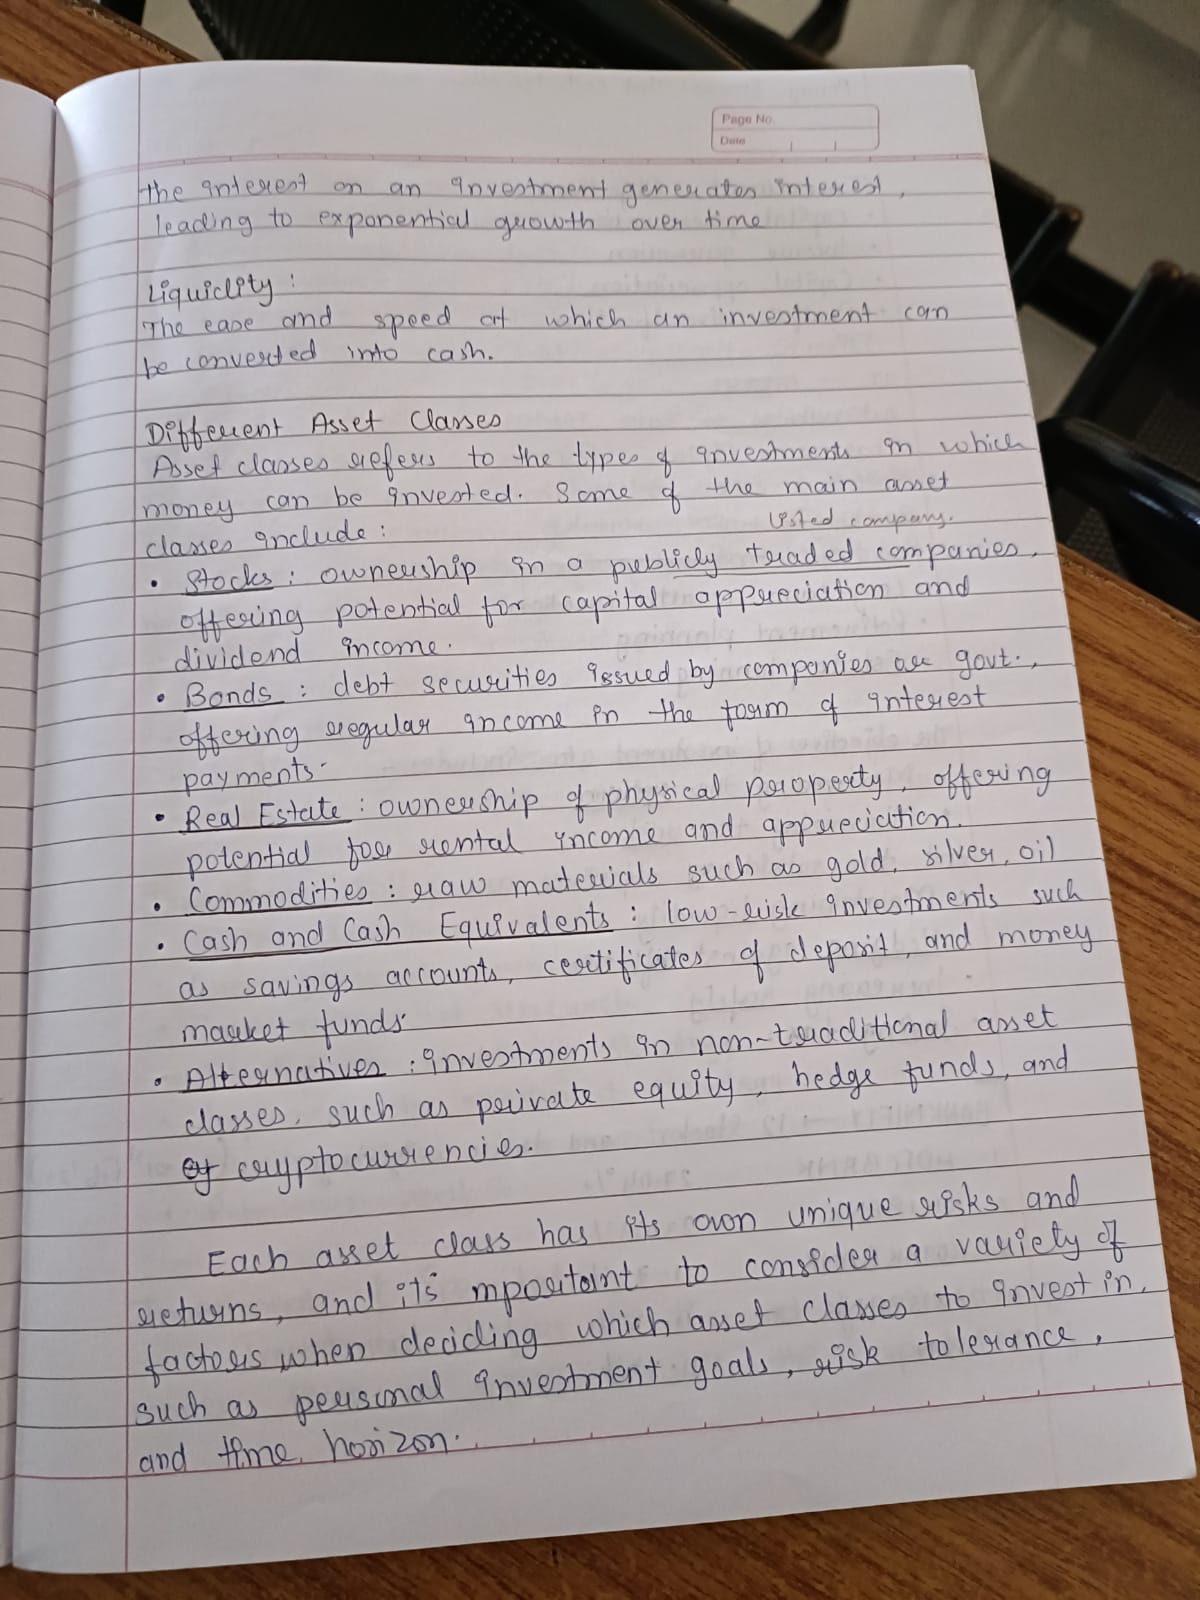 Page No.
Date
the interest on an investment generates interest,
leading to exponential growth over time
Liquidity :
The ease and speed at which an investment can
be converted into cash.
Different Asset Classes
Asset classes refers to the types of investments in which
money can be invested. Some of the main asset
listed company.
classes include :
• Stocks : ownership in a publicly traded companies,
offering potential for capital appreciation and
dividend income.
• Bonds : debt securities issued by companies are govt.,
offering regular income in the form of interest
payments.
• Real Estate : ownership of physical property, offering
potential for rental income and appreciation.
• Commodities : raw materials such as gold, silver, oil
• Cash and Cash Equivalents : low-risk investments such
as savings accounts, certificates of deposit, and money
market funds.
• Alternatives : investments in non-traditional asset
classes, such as private equity, hedge funds, and
cryptocurrencies.
Each asset class has its own unique risks and
returns, and it's mportant to consider a variety of
factors when deciding which asset classes to invest in,
such as personal investment goals, risk tolerance,
and time horizon.